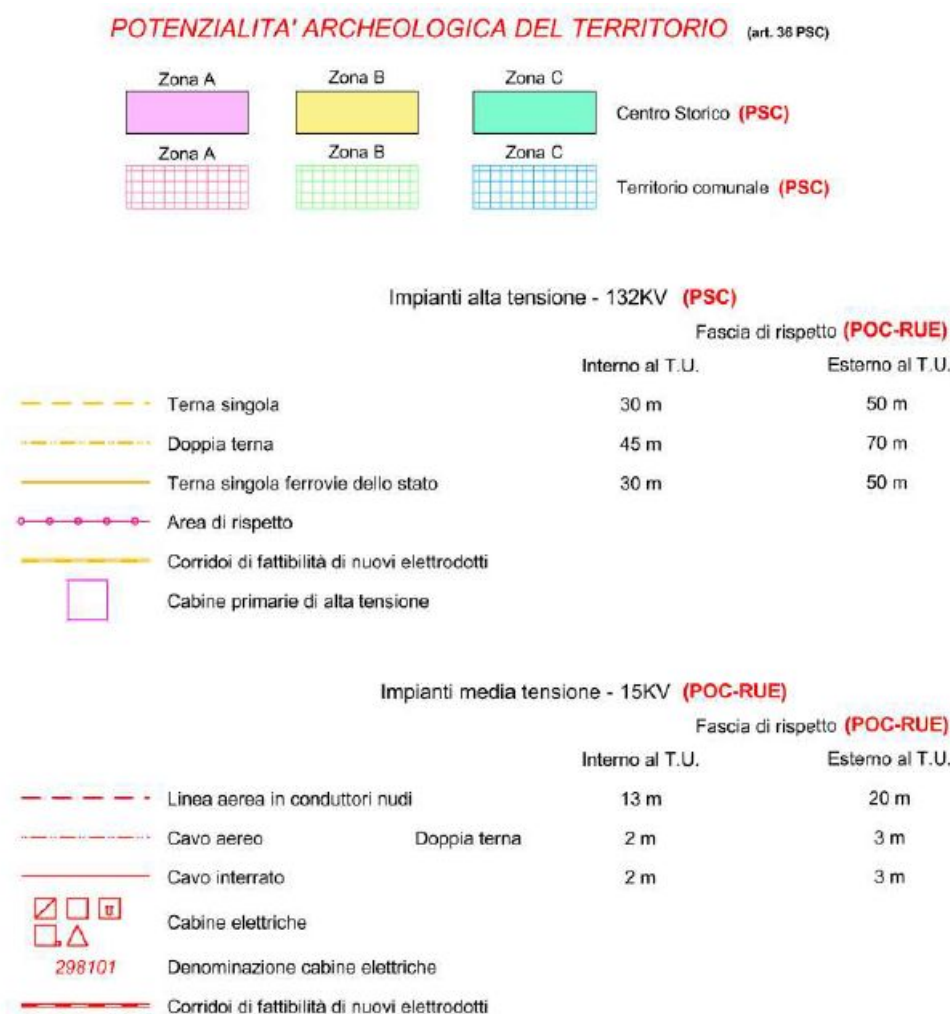 POTENZIALITA' ARCHEOLOGICA DEL TERRITORIO (art. 36 PSC)
Zona A Zona B Zona C
Centro Storico (PSC)
Zona A Zona B Zona C
Territorio comunale (PSC)
Impianti alta tensione - 132KV (PSC)
Fascia di rispetto (POC-RUE)
Interno al T.U. Esterno al T.U.
Terna singola 30 m 50 m
Doppia terna 45 m 70 m
Terna singola ferrovie dello stato 30 m 50 m
Area di rispetto
Corridoi di fattibilità di nuovi elettrodotti
Cabine primarie di alta tensione
Impianti media tensione - 15KV (POC-RUE)
Fascia di rispetto (POC-RUE)
Interno al T.U. Esterno al T.U.
Linea aerea in conduttori nudi 13 m 20 m
Cavo aereo Doppia terna 2 m 3 m
Cavo interrato 2 m 3 m
U
Cabine elettriche
298101 Denominazione cabine elettriche
Corridoi di fattibilità di nuovi elettrodotti